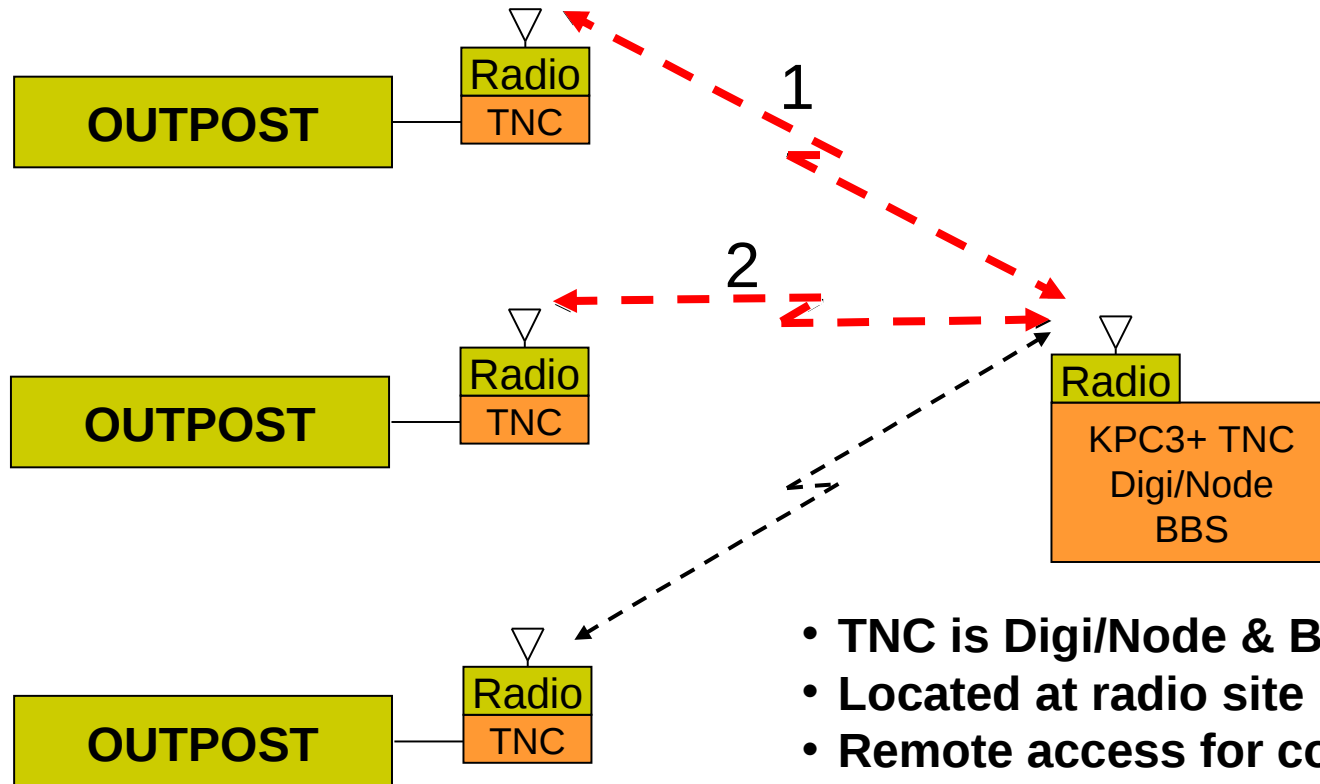 Radio
TNC
OUTPOST
1
2
Radio
TNC
OUTPOST
Radio
KPC3+ TNC
Digi/Node
BBS
Radio
TNC
OUTPOST
• TNC is Digi/Node &
• Located at radio site
• Remote access for